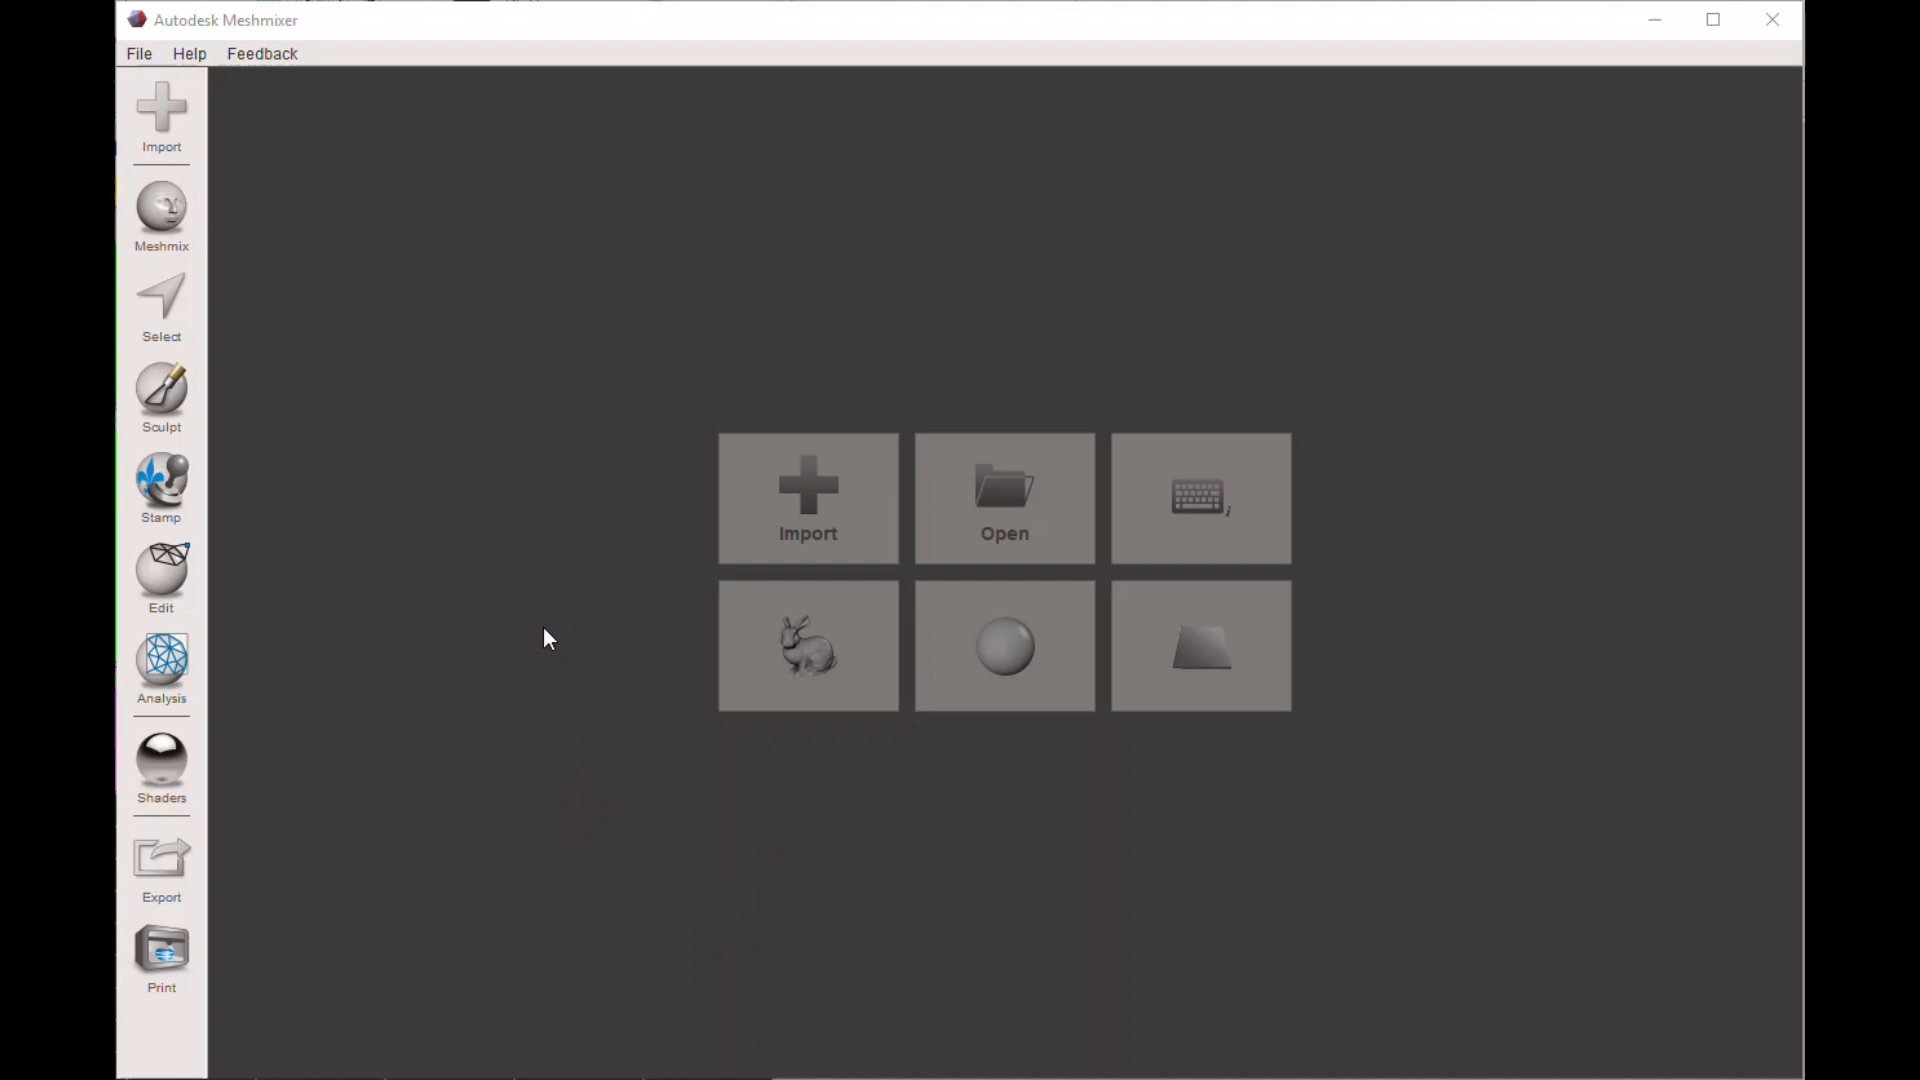 Autodesk Meshmixer
File Help Feedback
Import
Meshmix
Select
Sculpt
Stamp
Edit
Analysis
Shaders
Export
Print
Import
Open
i